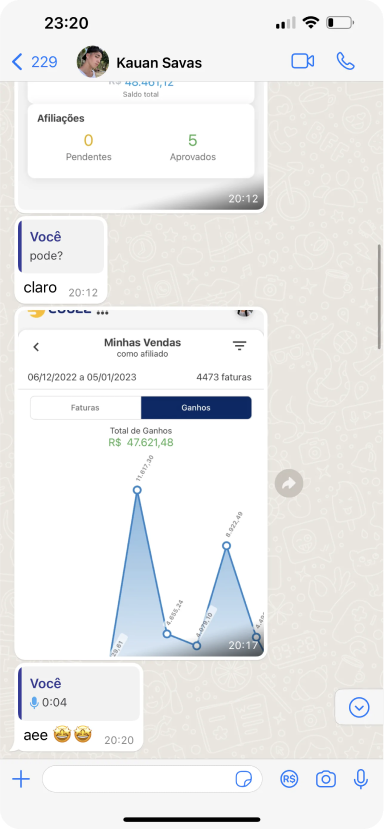 23:20
229
Kauan Savas
R$ 48.461,12
Saldo total
Afiliações
0
5
Pendentes
Aprovados
20:12
Você
pode?
claro
20:12
Minhas Vendas
como afiliado
06/12/2022 a 05/01/2023
4473 faturas
Faturas
Ganhos
Total de Ganhos
R$ 47.621,48
11.617,30
8.922,49
4.655,24
4.078,10
20:17
Você
0:04
aee 🤩🤩
20:20
R$